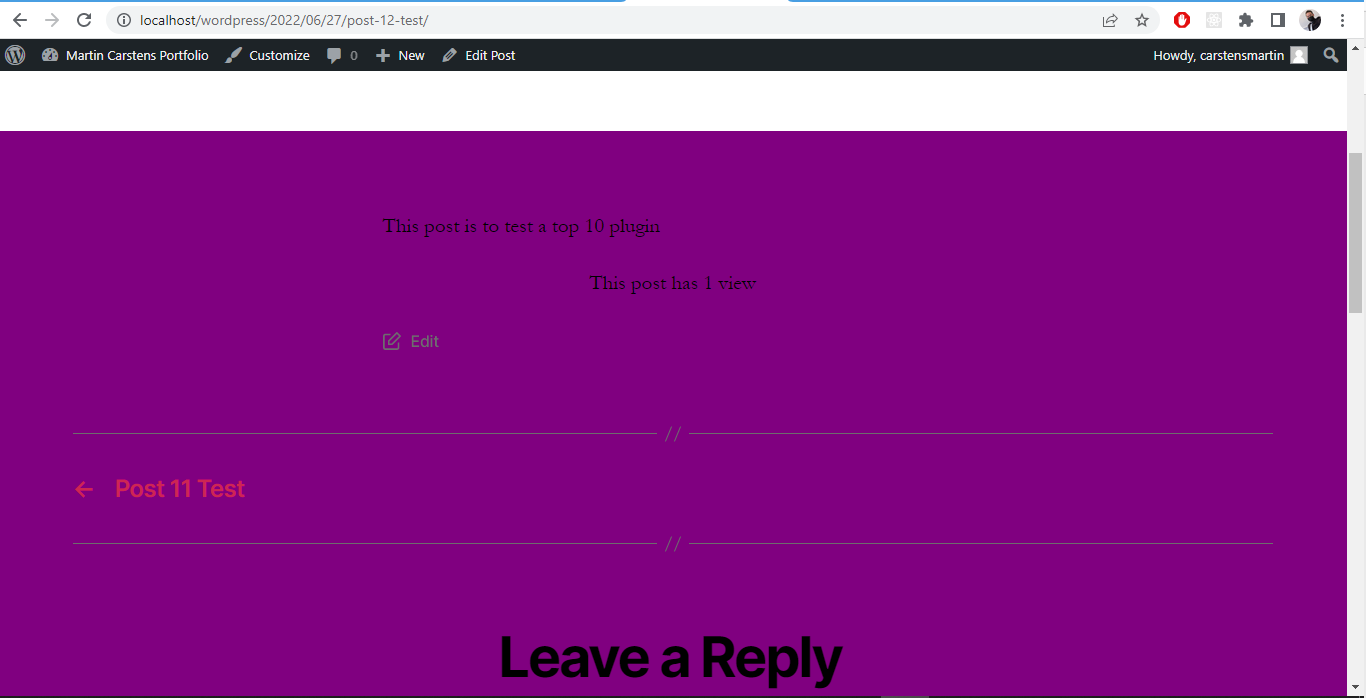 localhost/wordpress/2022/06/27/post-12-test/
Martin Carstens Portfolio Customize 0 New Edit Post Howdy, carstensmartin
This post is to test a top 10 plugin
This post has 1 view
Edit
//
← Post 11 Test
//
Leave a Reply